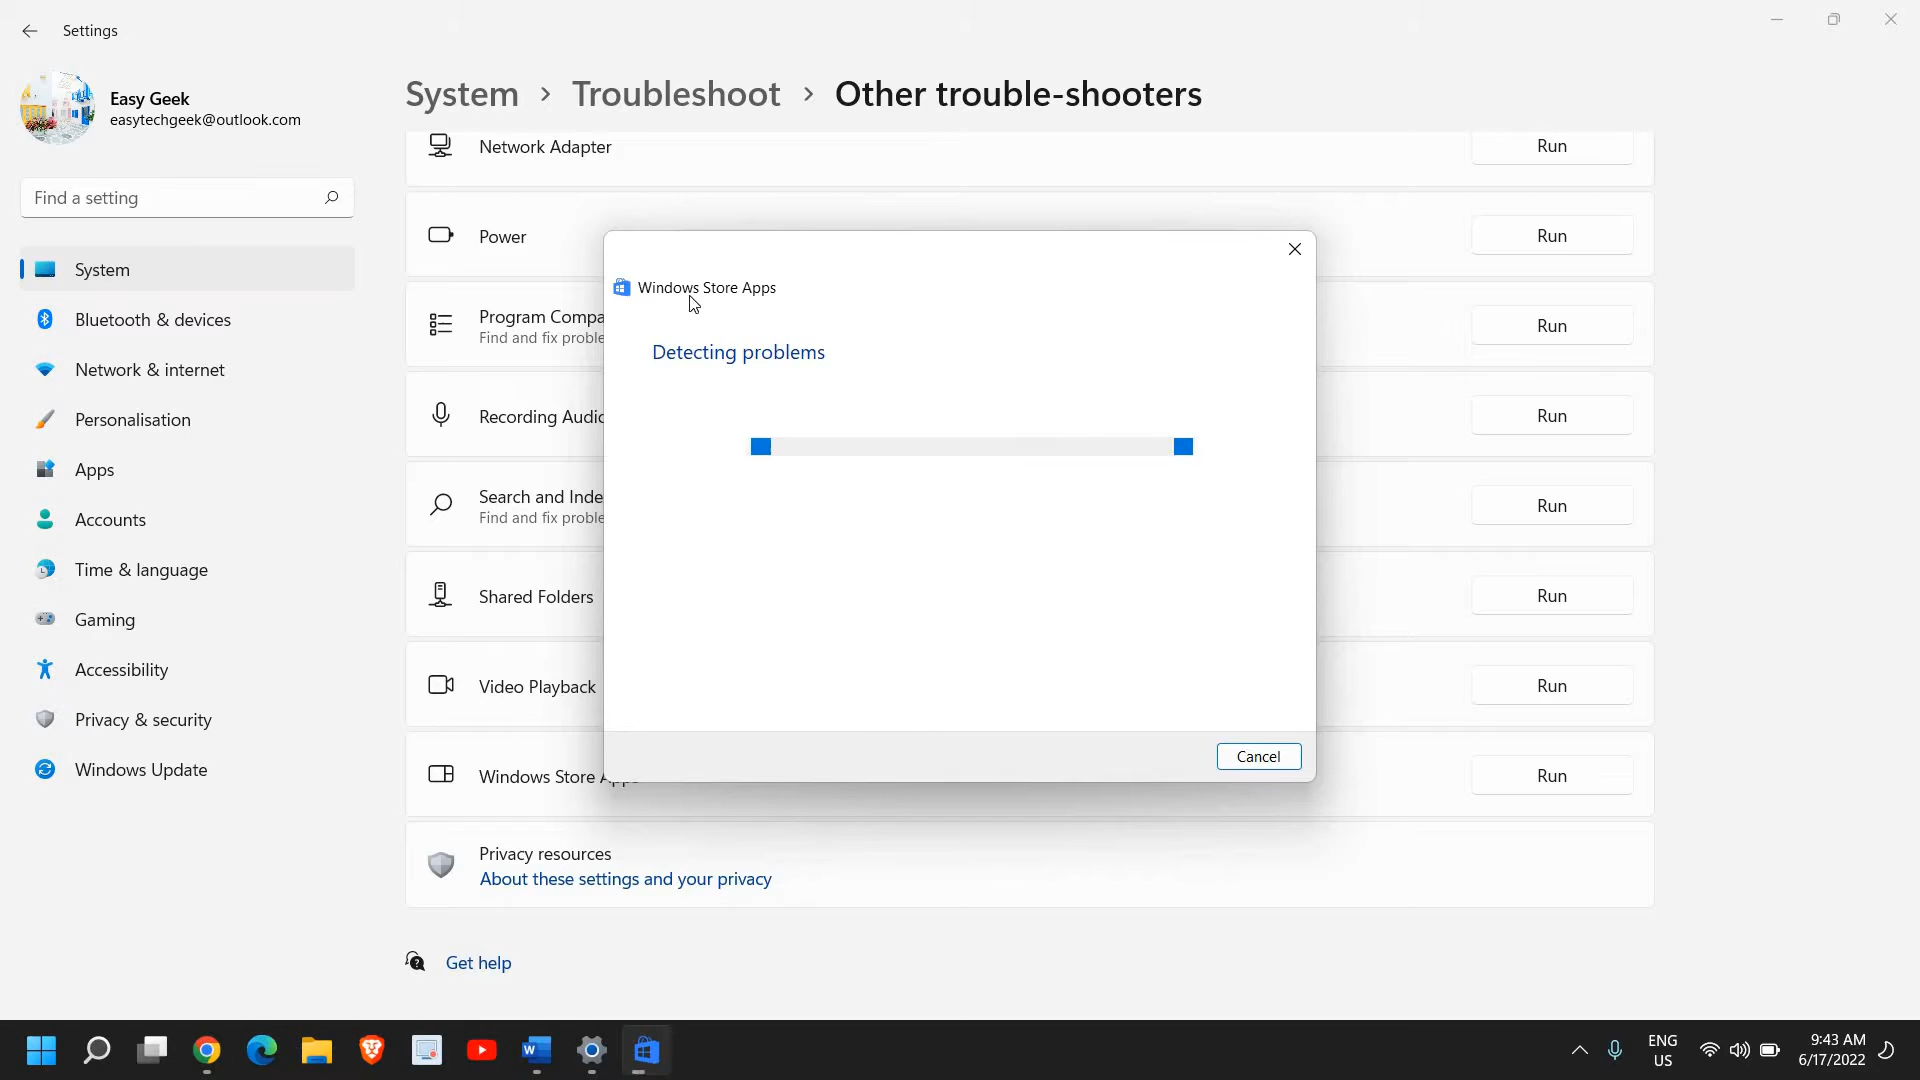 Settings
Easy Geek
easytechgeek@outlook.com
Find a setting
System
Bluetooth & devices
Network & internet
Personalisation
Apps
Accounts
Time & language
Gaming
Accessibility
Privacy & security
Windows Update
System > Troubleshoot > Other trouble-shooters
Network Adapter
Run
Power
Run
Program Compa
Find and fix proble
Run
Recording Audio
Run
Search and Inde
Find and fix proble
Run
Shared Folders
Run
Video Playback
Run
Windows Store Apps
Run
Privacy resources
About these settings and your privacy
Get help
Windows Store Apps
Detecting problems
Cancel
ENG
US
9:43 AM
6/17/2022